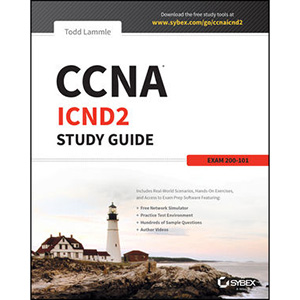 Download the free study tools at
www.sybex.com/go/ccnaicnd2
Todd Lammle
CCNA
ICND2
STUDY GUIDE
EXAM 200-101
Includes Real-World Scenarios, Hands-On Exercises,
and Access to Exam Prep Software Featuring:
• Free Network Simulator
• Practice Test Environment
• Hundreds of Sample Questions
• Author Videos
SYBEX